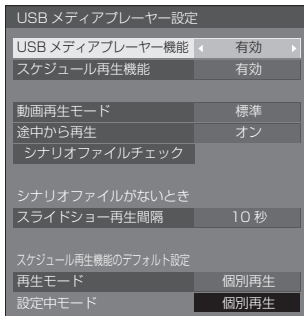 USB メディアプレーヤー設定
USB メディアプレーヤー機能 有効
スケジュール再生機能 有効
動画再生モード 標準
途中から再生 オン
シナリオファイルチェック
シナリオファイルがないとき
スライドショー再生間隔 10 秒
スケジュール再生機能のデフォルト設定
再生モード 個別再生
設定中モード 個別再生